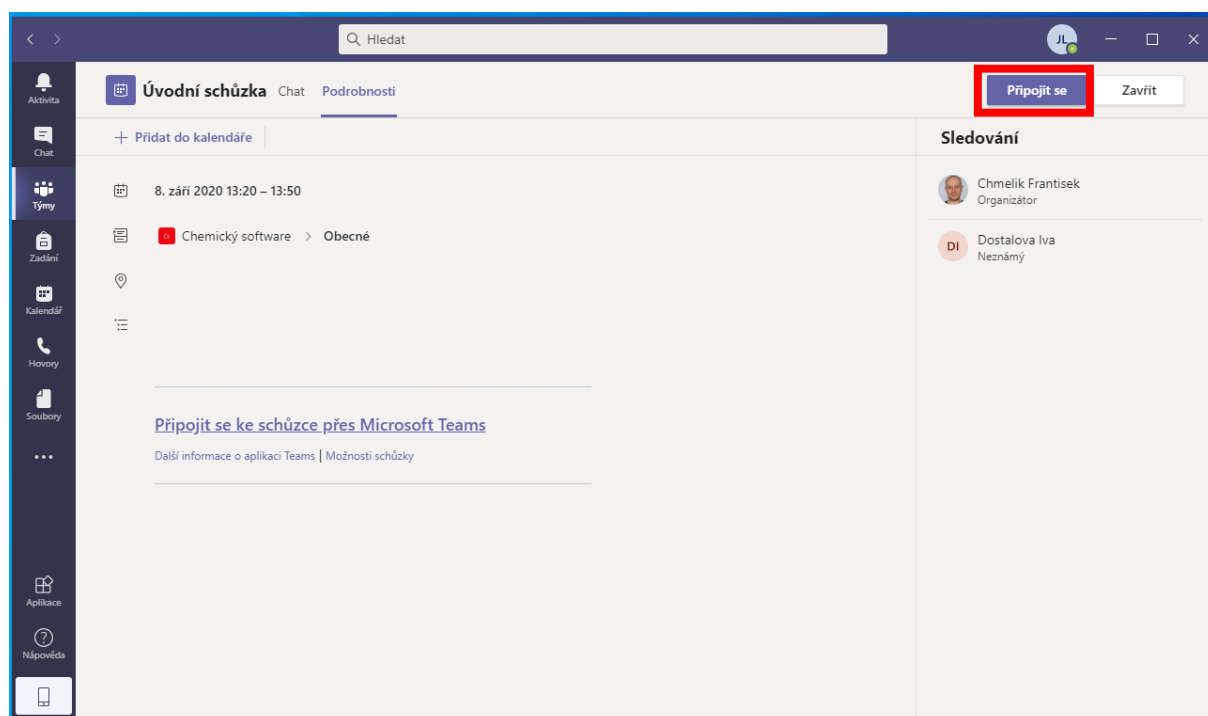 Hledat
JL
Aktivita
Chat
Týmy
Zadání
Kalendář
Hovory
Soubory
Aplikace
Nápověda
Úvodní schůzka Chat Podrobnosti
Připojit se Zavřít
+ Přidat do kalendáře
8. září 2020 13:20 – 13:50
Chemický software > Obecné
Připojit se ke schůzce přes Microsoft Teams
Další informace o aplikaci Teams | Možnosti schůzky
Sledování
Chmelik Frantisek
Organizátor
DI
Dostalova Iva
Neznámý